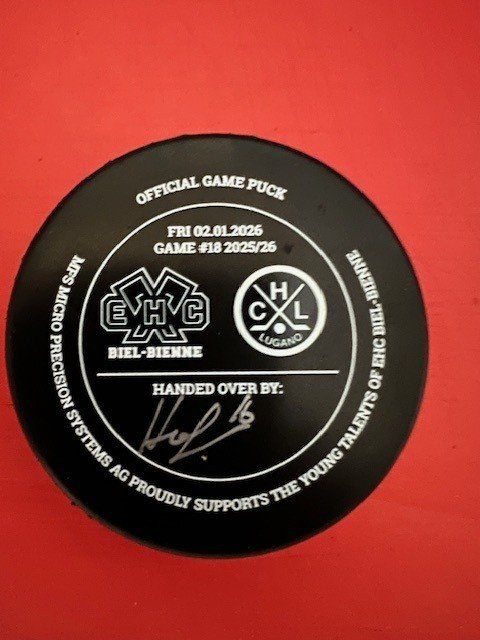 OFFICIAL GAME PUCK
FRI 02.01.2026
GAME #18 2025/26
EHC
BIEL-BIENNE
HCL
LUGANO
HANDED OVER BY:
16
MPS MICRO PRECISION SYSTEMS AG PROUDLY SUPPORTS THE YOUNG TALENTS OF EHC BIEL-BIENNE